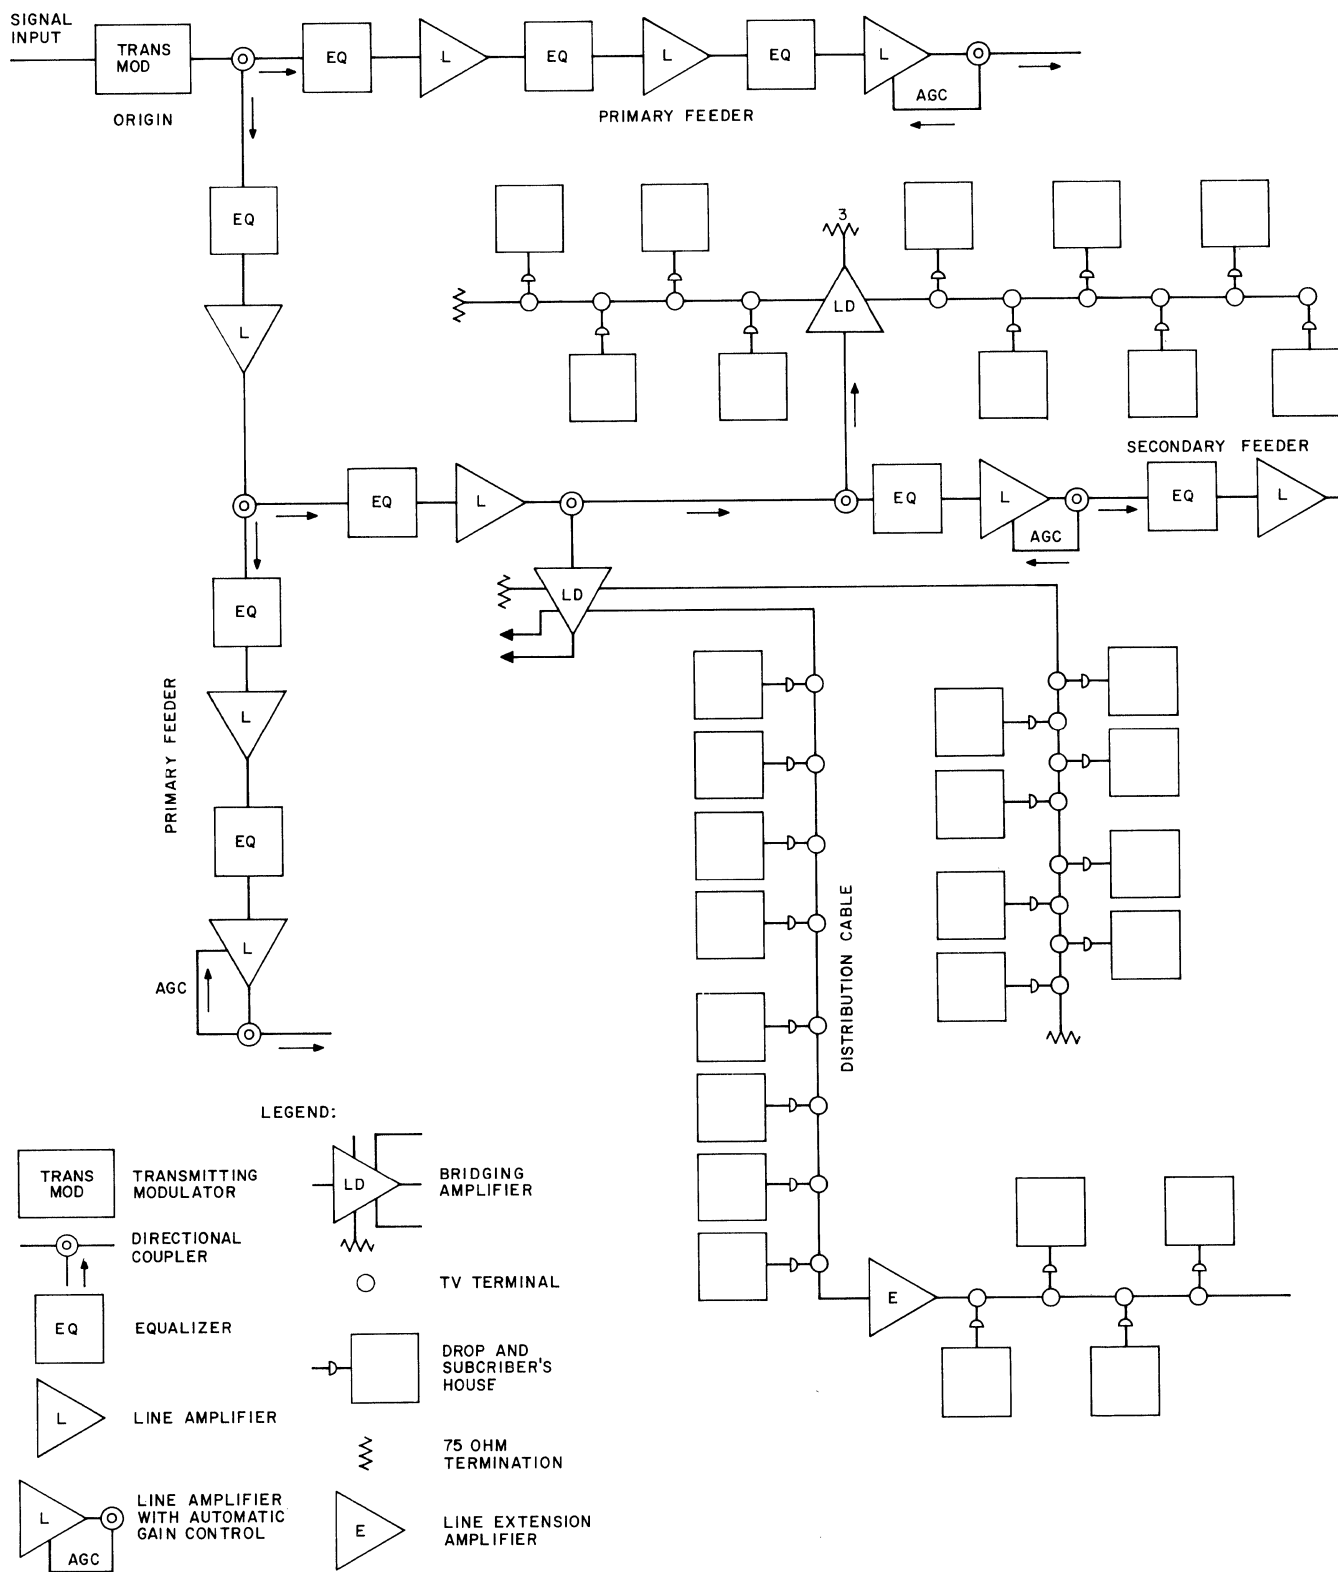 SIGNAL
INPUT
TRANS
MOD
ORIGIN
EQ
L
EQ
L
EQ
L
AGC
PRIMARY FEEDER
EQ
L
3
LD
SECONDARY FEEDER
EQ
L
EQ
L
AGC
EQ
L
LD
EQ
L
EQ
L
AGC
PRIMARY FEEDER
DISTRIBUTION CABLE
E
LEGEND:
TRANS
MOD
TRANSMITTING
MODULATOR
DIRECTIONAL
COUPLER
EQ
EQUALIZER
L
LINE AMPLIFIER
L
AGC
LINE AMPLIFIER
WITH AUTOMATIC
GAIN CONTROL
LD
BRIDGING
AMPLIFIER
TV TERMINAL
DROP AND
SUBCRIBER'S
HOUSE
75 OHM
TERMINATION
E
LINE EXTENSION
AMPLIFIER